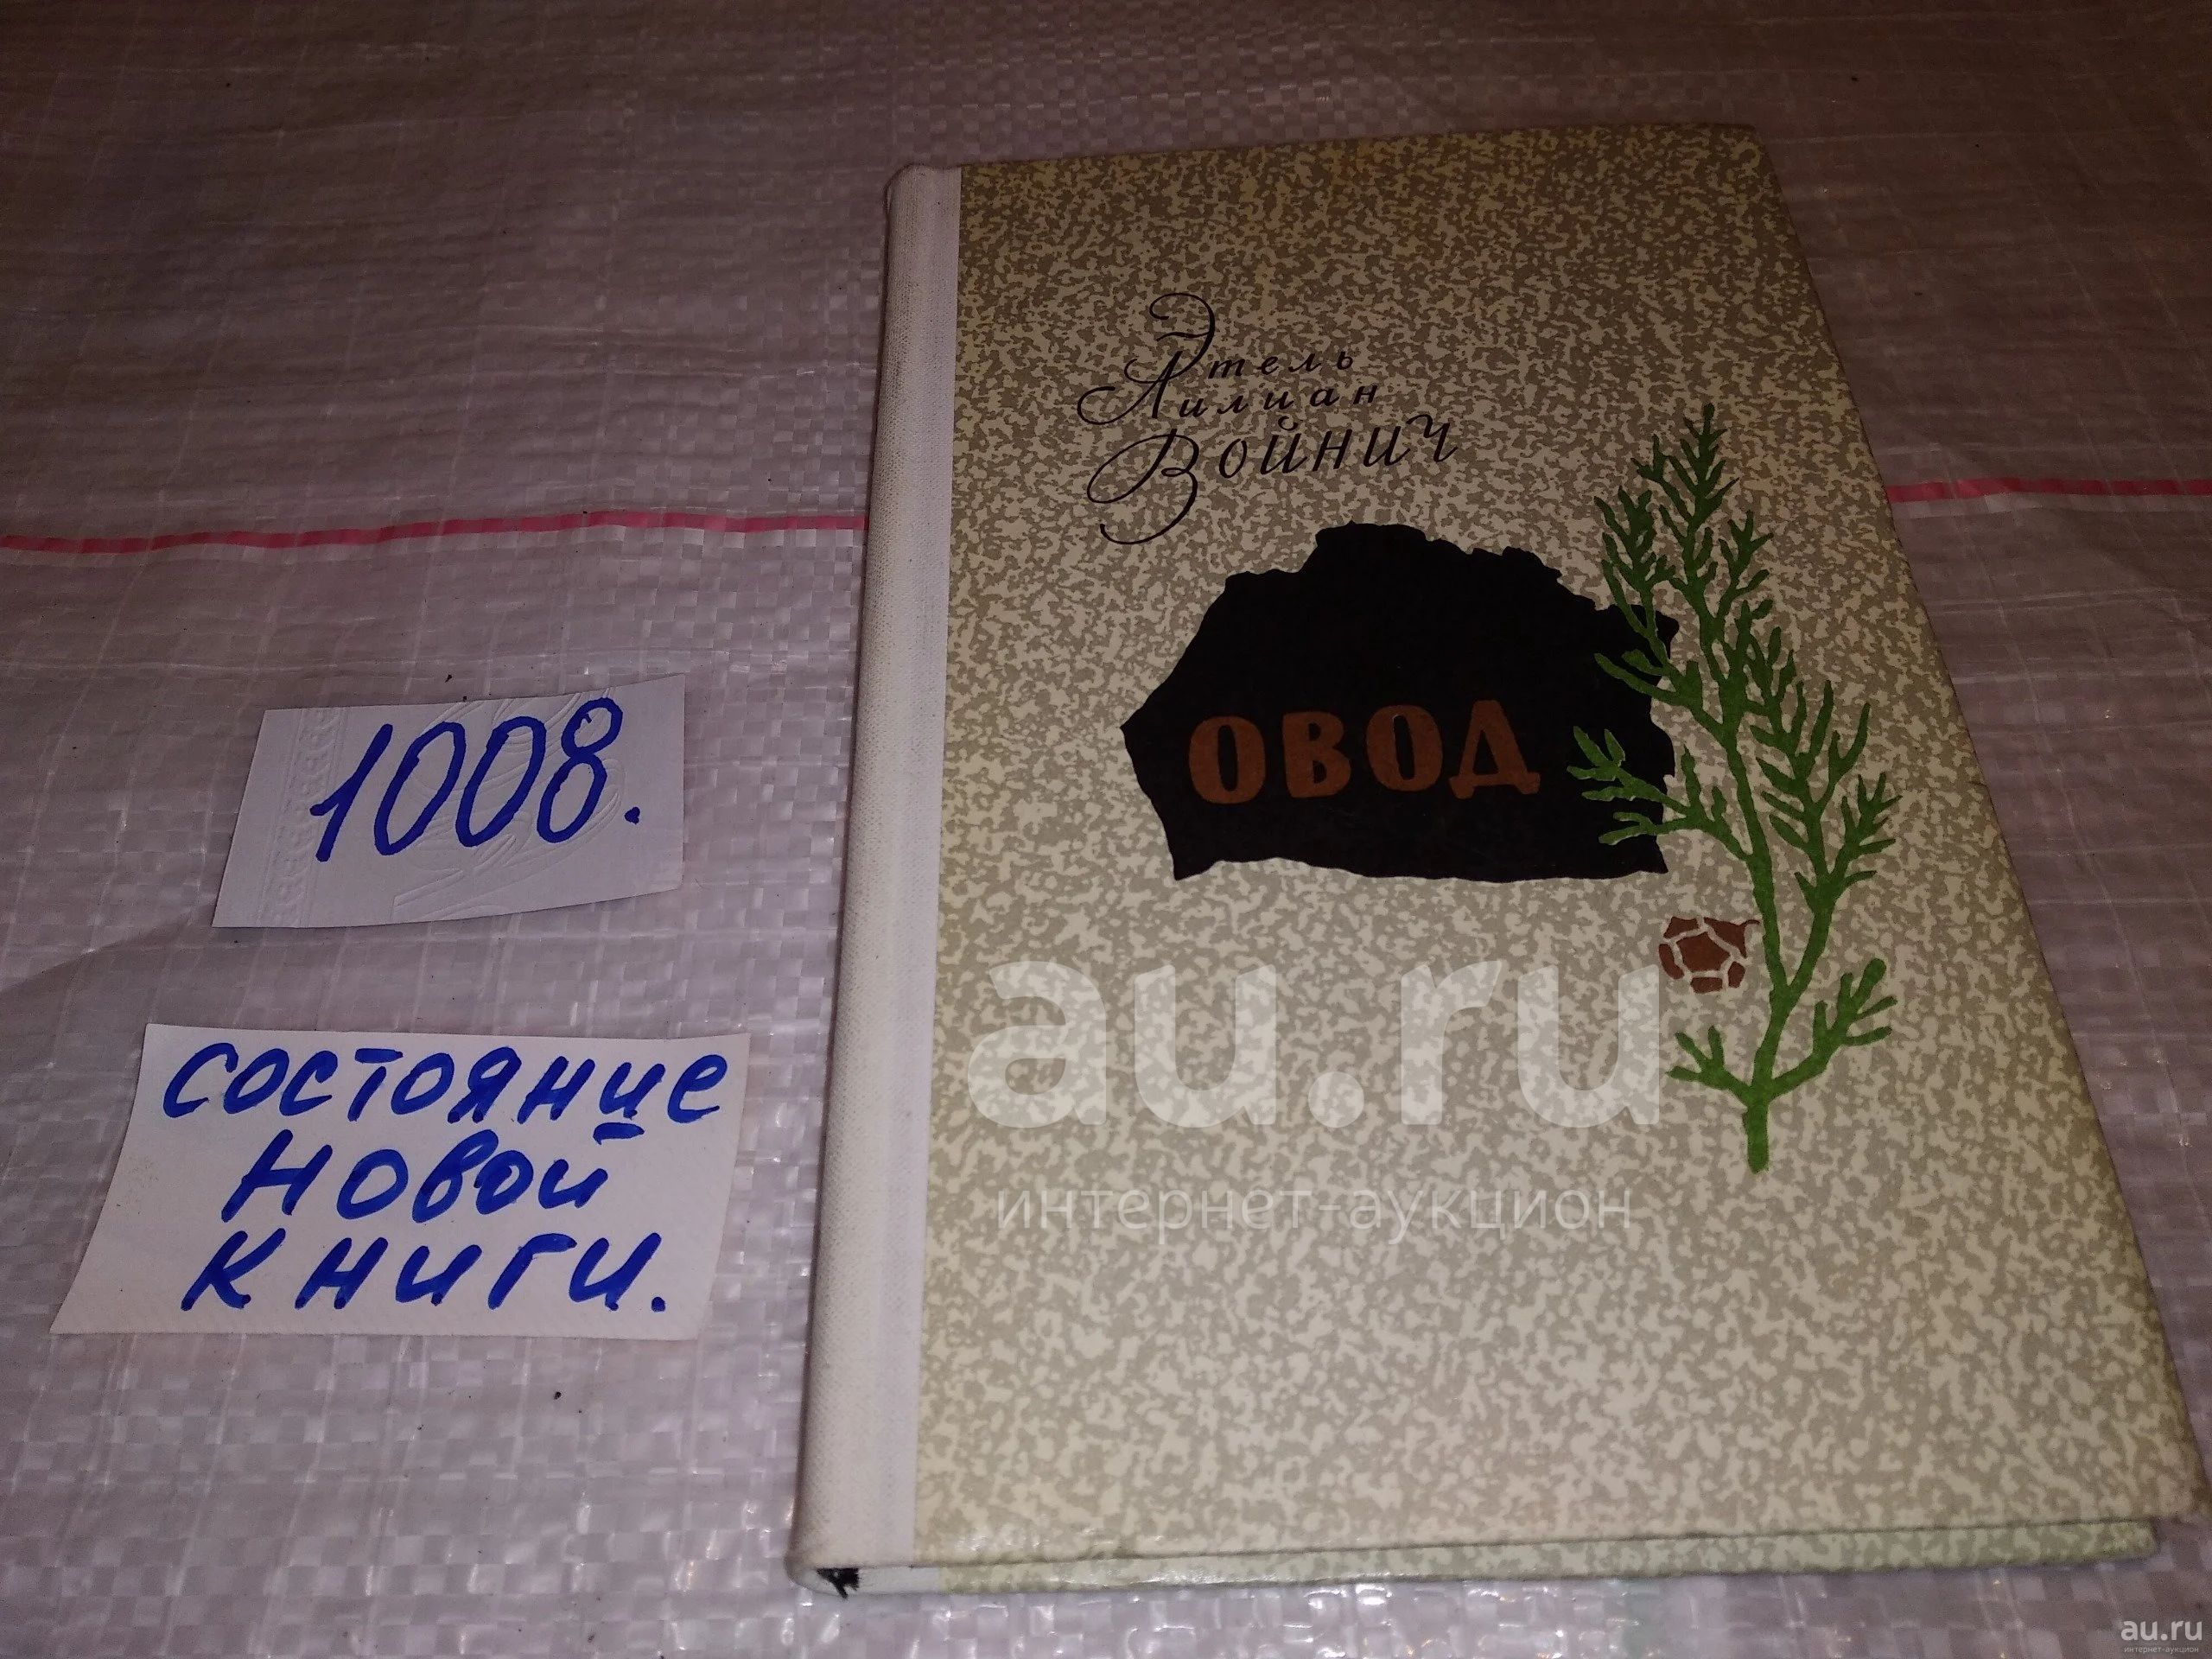 Этель
Лилиан
Войнич
ОВОД
1008.
состояние
новой
книги.
au.ru
интернет-аукцион
au.ru
интернет-аукцион